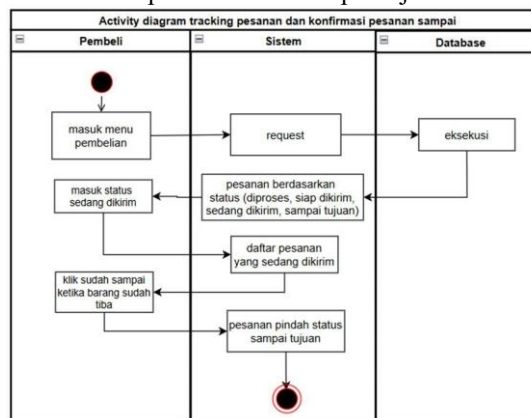 Activity diagram tracking pesanan dan konfirmasi pesanan sampai
Pembeli
Sistem
Database
masuk menu
pembelian
request
eksekusi
pesanan berdasarkan
status (diproses, siap dikirim,
sedang dikirim, sampai tujuan)
masuk status
sedang dikirim
daftar pesanan
yang sedang dikirim
klik sudah sampai
ketika barang sudah
tiba
pesanan pindah status
sampai tujuan